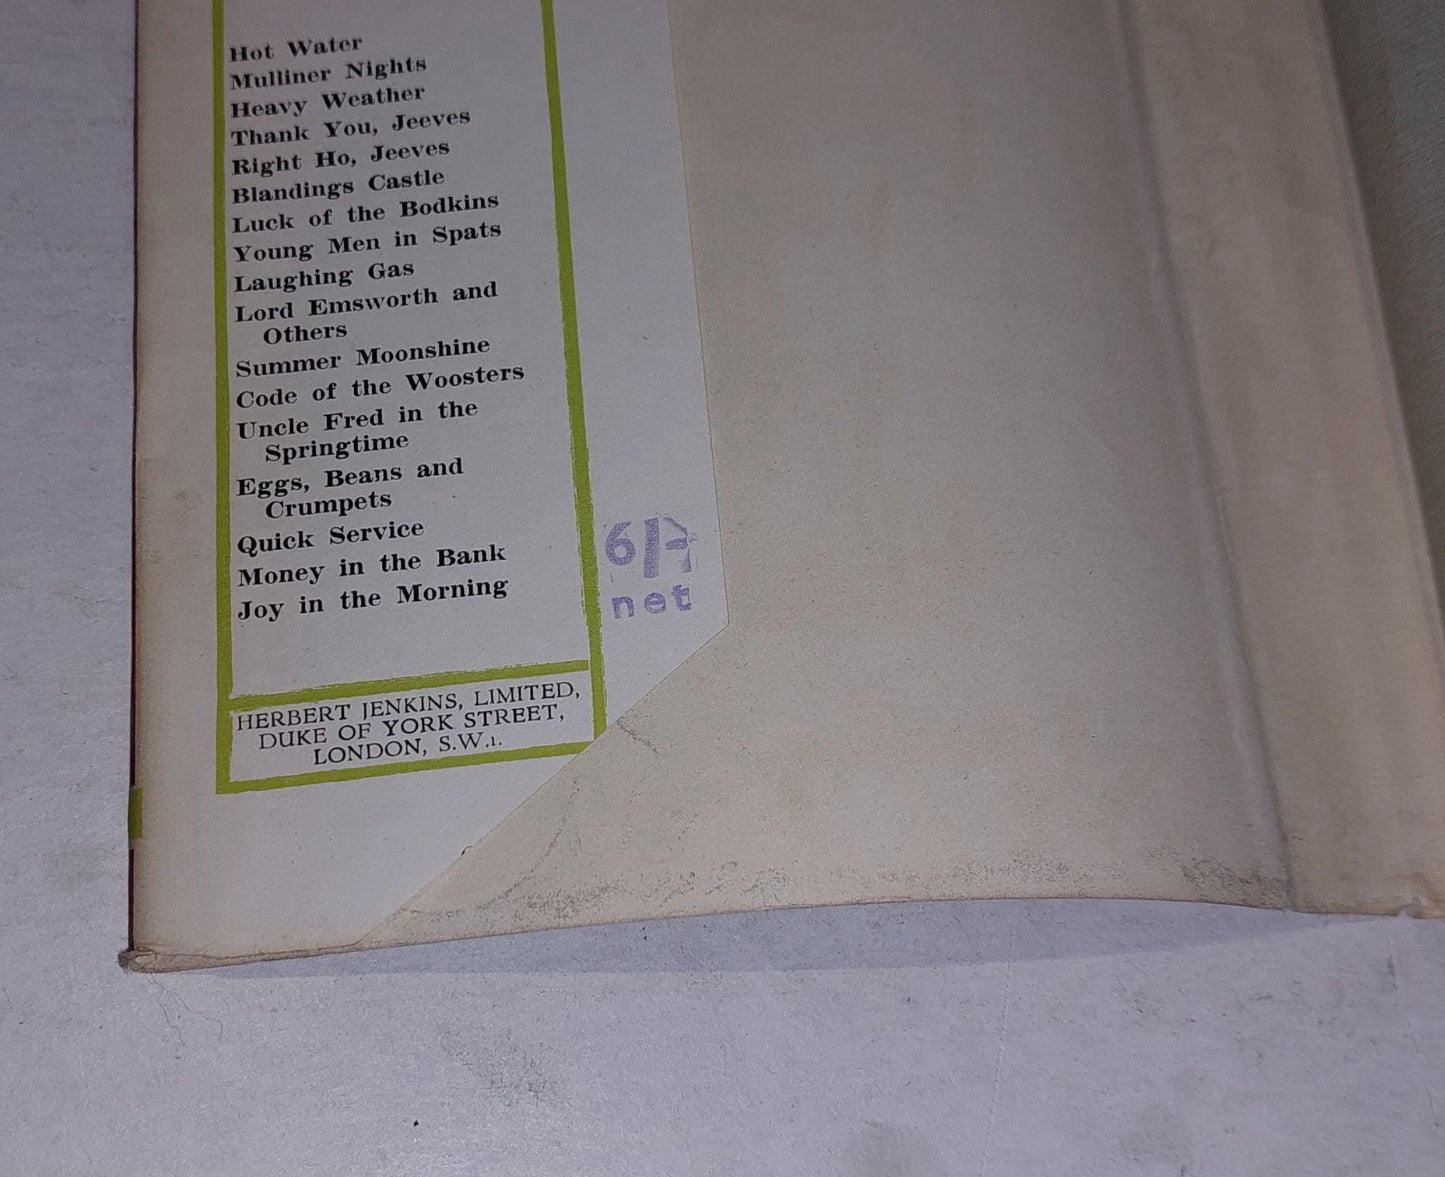 Hot Water
Mulliner Nights
Heavy Weather
Thank You, Jeeves
Right Ho, Jeeves
Blandings Castle
Luck of the Bodkins
Young Men in Spats
Laughing Gas
Lord Emsworth and
Others
Summer Moonshine
Code of the Woosters
Uncle Fred in the
Springtime
Eggs, Beans and
Crumpets
Quick Service
Money in the Bank
Joy in the Morning
6/-
net
HERBERT JENKINS, LIMITED,
DUKE OF YORK STREET,
LONDON, S.W.1.